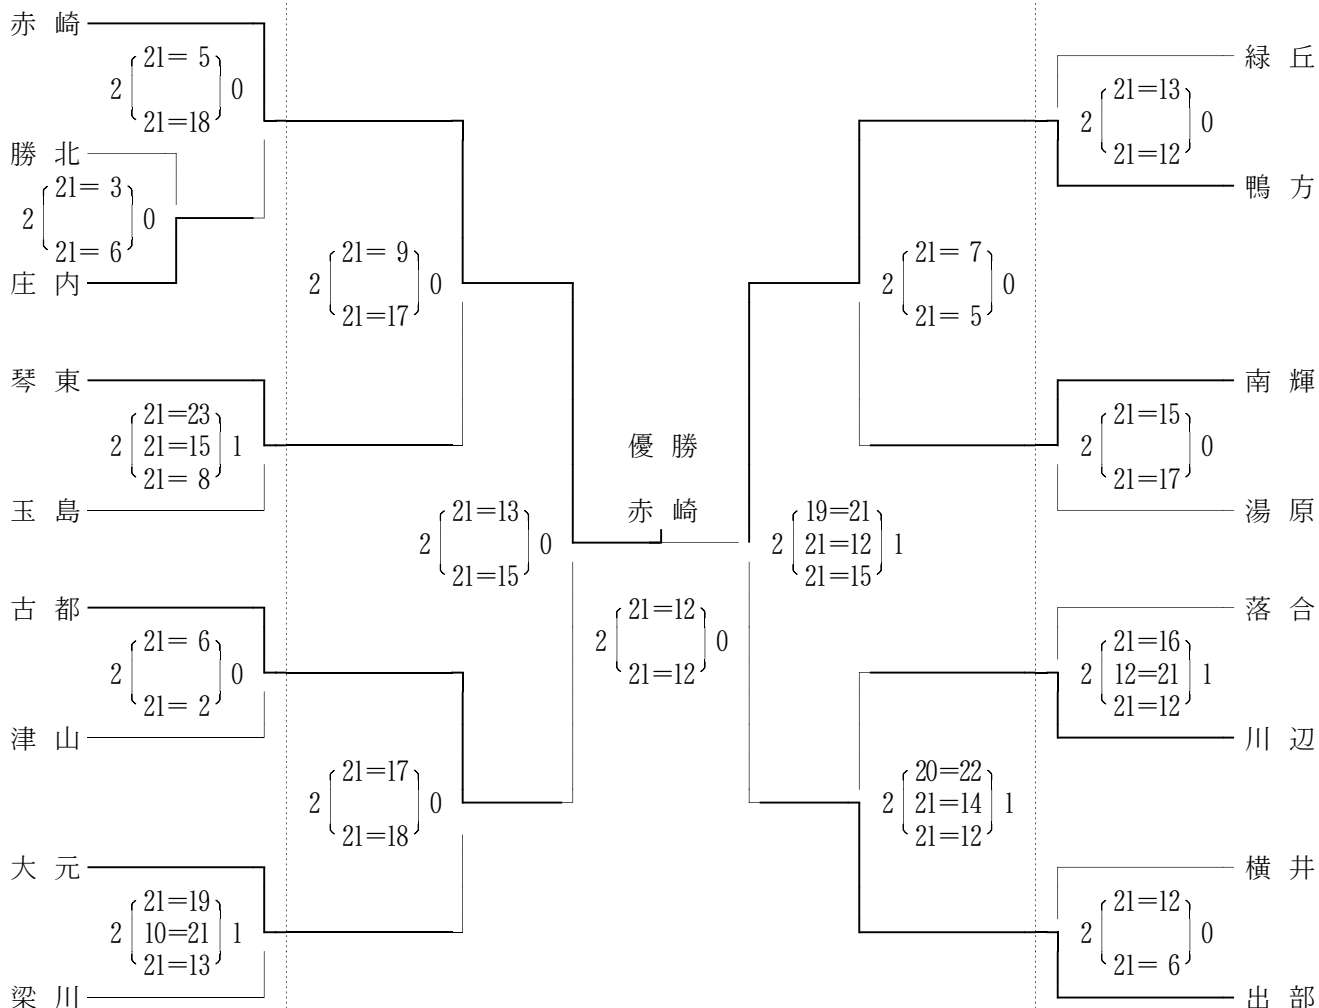 赤 崎
21= 5
2 0
21=18
勝 北
21= 3
2 0
21= 6
庄 内
21= 9
2 0
21=17
琴 東
21=23
2 21=15 1
21= 8
玉 島
21=13
2 0
21=15
古 都
21= 6
2 0
21= 2
津 山
21=17
2 0
21=18
大 元
21=19
2 10=21 1
21=13
梁 川
優 勝
赤 崎
21=12
2 0
21=12
緑 丘
21=13
2 0
21=12
鴨 方
21= 7
2 0
21= 5
南 輝
21=15
2 0
21=17
湯 原
19=21
2 21=12 1
21=15
落 合
21=16
2 12=21 1
21=12
川 辺
20=22
2 21=14 1
21=12
横 井
21=12
2 0
21= 6
出 部